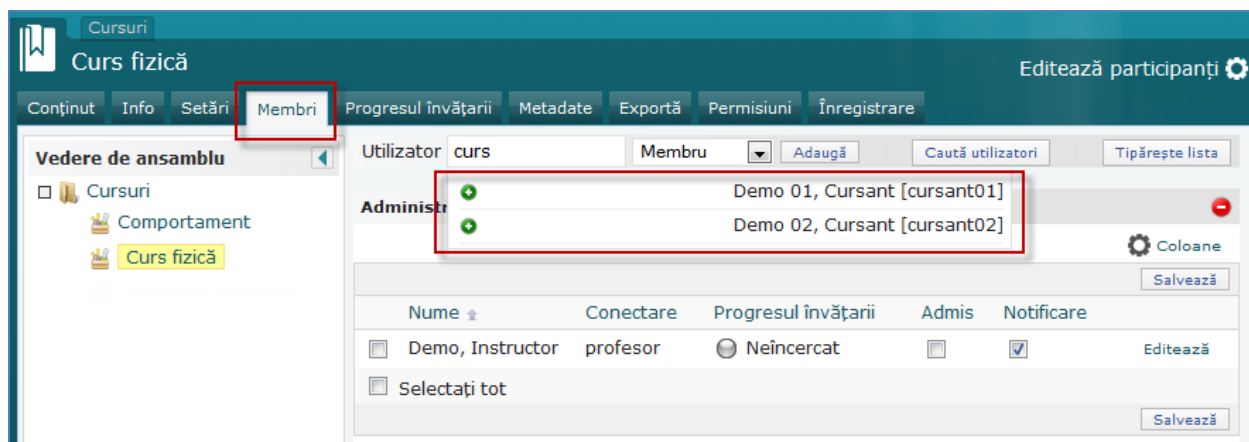 Cursuri
Curs fizică
Editează participanți
Conținut Info Setări Membri Progresul învățarii Metadate Exportă Permisiuni Înregistrare
Vedere de ansamblu
Cursuri
Comportament
Curs fizică
Utilizator curs Membru Adaugă Caută utilizatori Tipărește lista
Demo 01, Cursant [cursant01]
Administr
Demo 02, Cursant [cursant02]
Coloane
Salvează
Nume Conectare Progresul învățarii Admis Notificare
Demo, Instructor profesor Neîncercat Editează
Selectați tot
Salvează